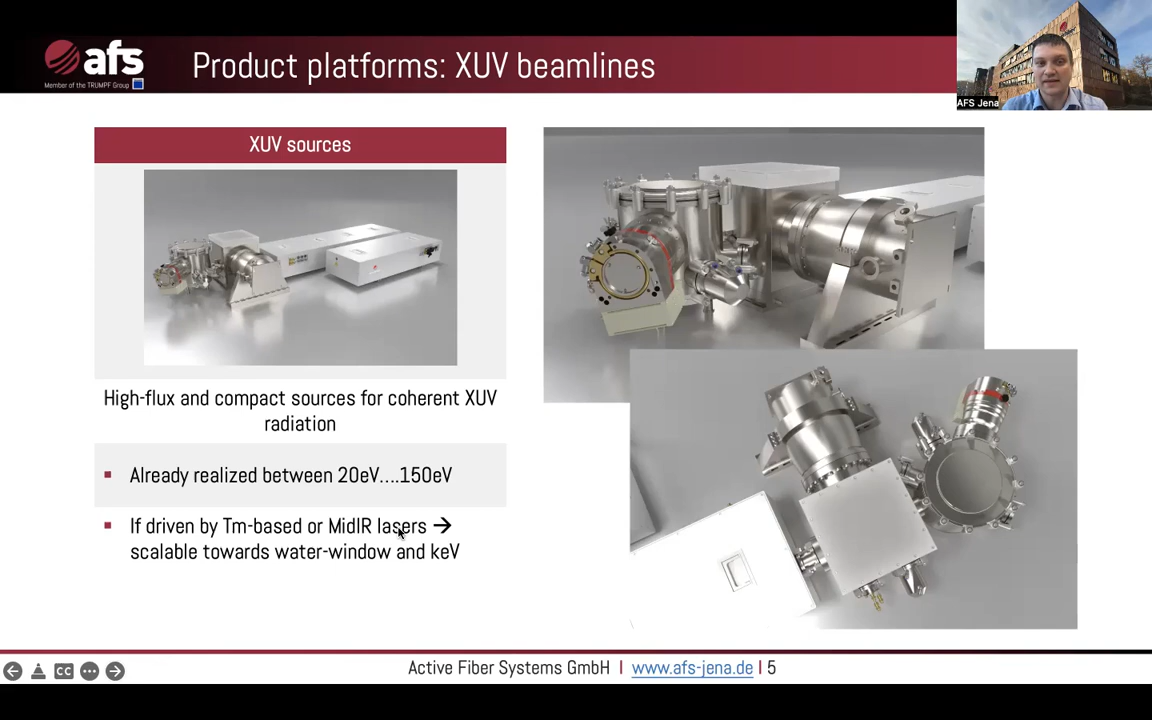 afs
Member of the TRUMPF Group
Product platforms: XUV beamlines
AFS Jena
XUV sources
High-flux and compact sources for coherent XUV
radiation
▪ Already realized between 20eV....150eV
▪ If driven by Tm-based or MidIR lasers →
scalable towards water-window and keV
CC
Active Fiber Systems GmbH I www.afs-jena.de I 5